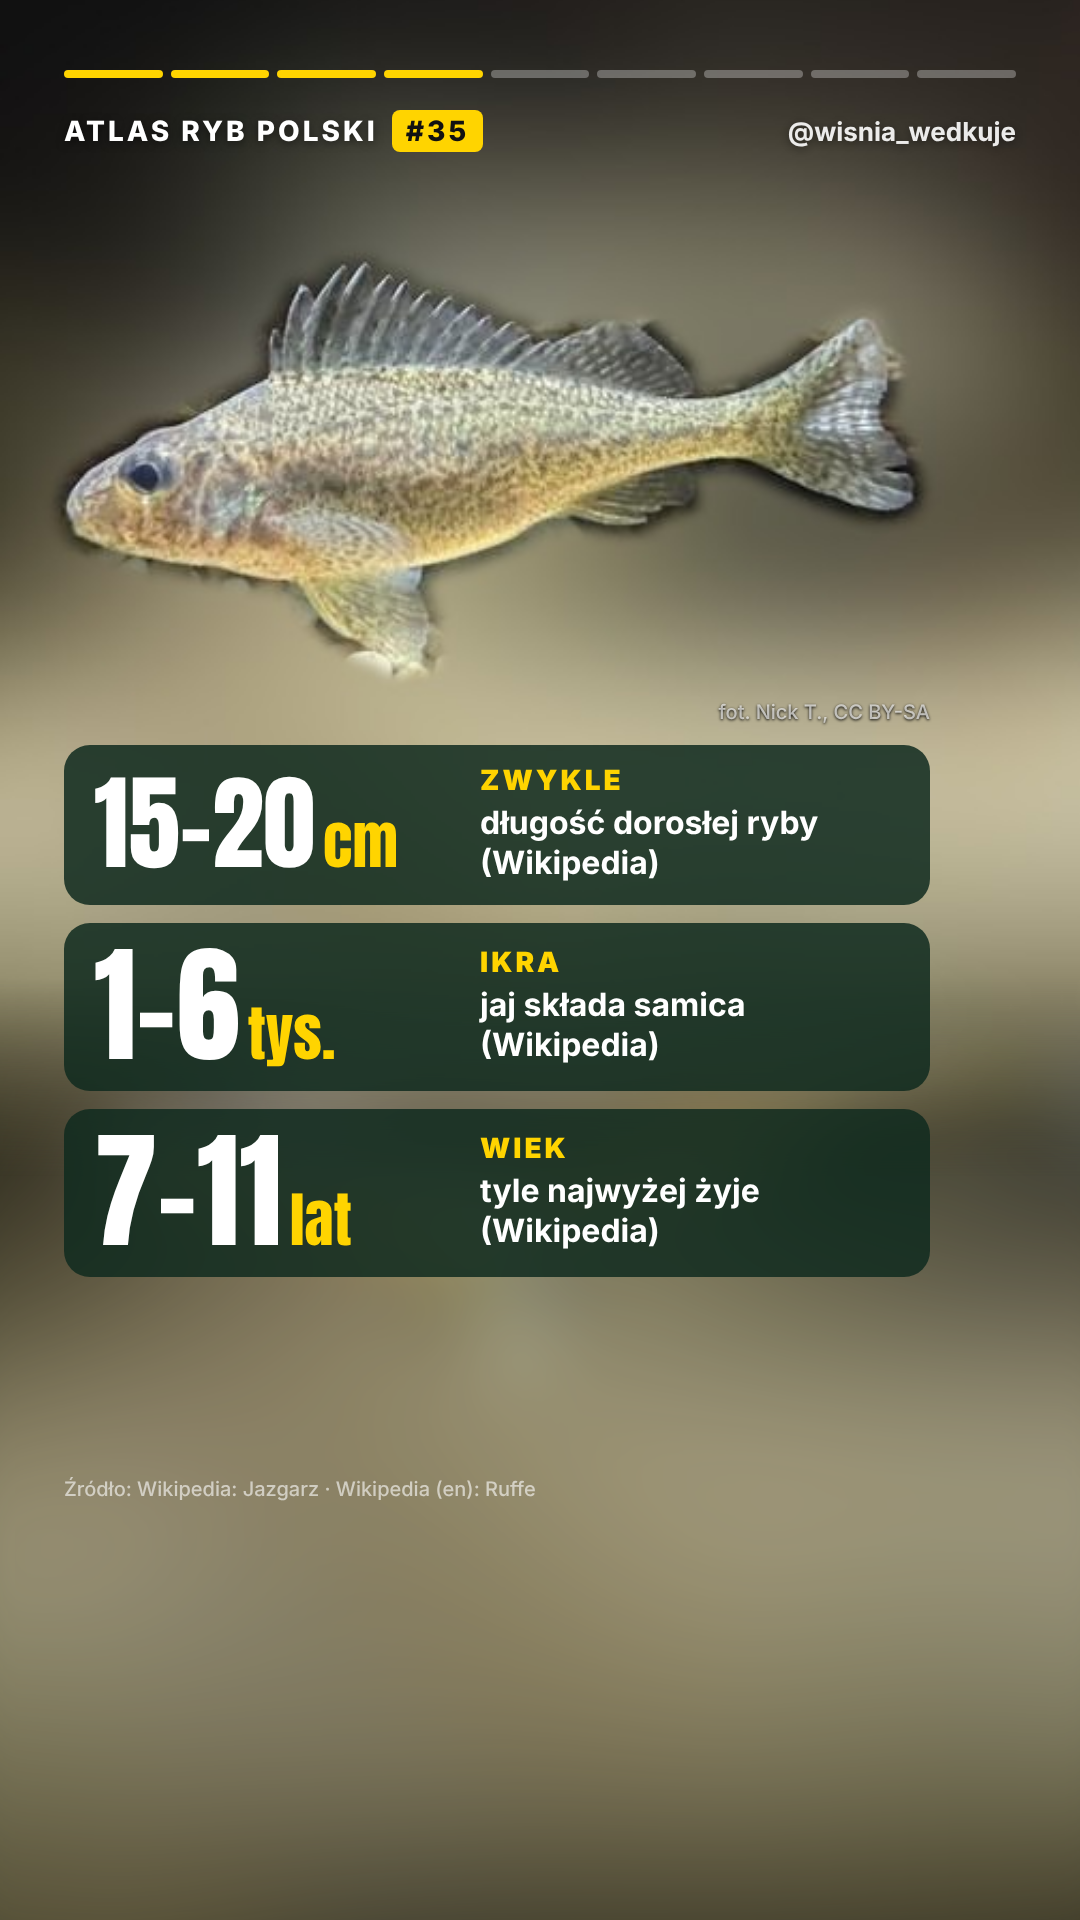 ATLAS RYB POLSKI #35
@wisnia_wedkuje
fot. Nick T., CC BY-SA
15-20 cm
ZWYKLE
długość dorosłej ryby
(Wikipedia)
1-6 tys.
IKRA
jaj składa samica
(Wikipedia)
7-11 lat
WIEK
tyle najwyżej żyje
(Wikipedia)
Źródło: Wikipedia: Jazgarz · Wikipedia (en): Ruffe